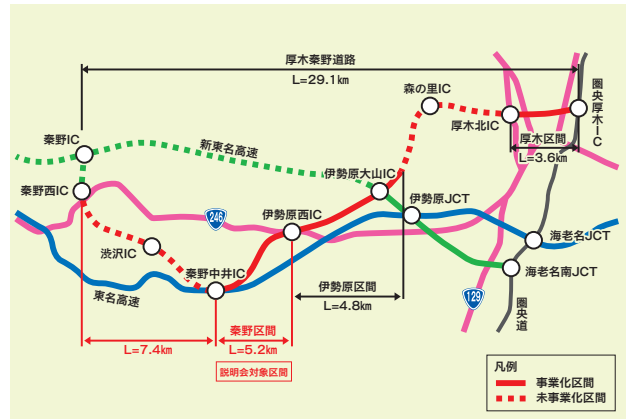 厚木秦野道路
L=29.1km
森の里IC
圏央厚木IC
厚木北IC
厚木区間
L=3.6km
秦野IC
新東名高速
伊勢原大山IC
秦野西IC
伊勢原JCT
246
伊勢原西IC
渋沢IC
海老名JCT
秦野中井IC
海老名南JCT
東名高速
伊勢原区間
L=4.8km
129
圏央道
秦野区間
L=7.4km
L=5.2km
説明会対象区間
凡例
事業化区間
未事業化区間